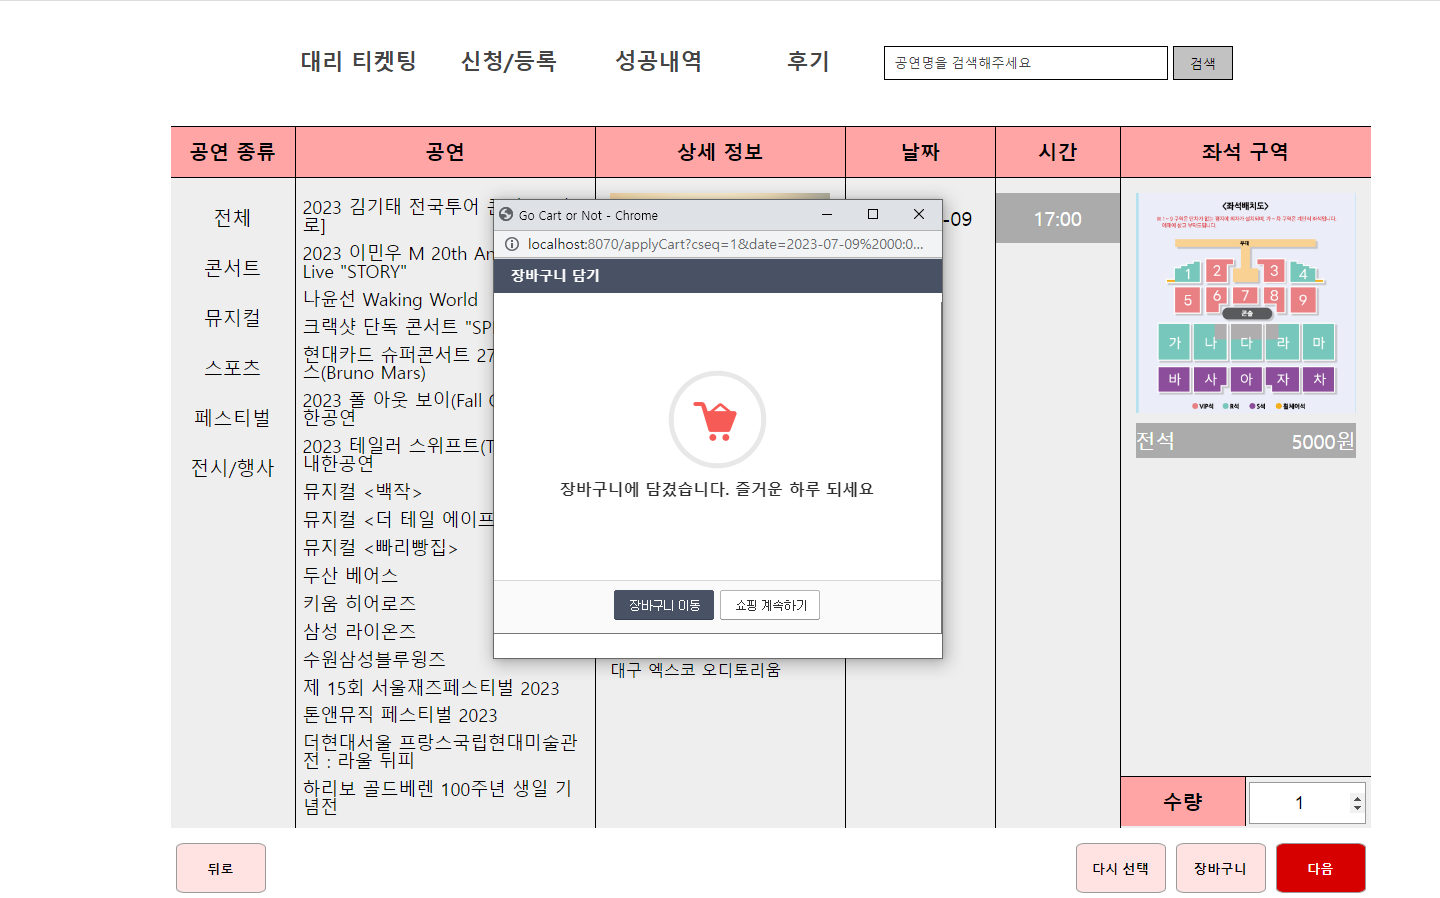 대리 티켓팅 신청/등록 성공내역 후기 공연명을 검색해주세요 검색
공연 종류 공연 상세 정보 날짜 시간 좌석 구역
전체
콘서트
뮤지컬
스포츠
페스티벌
전시/행사
2023 김기태 전국투어 콘
로]
2023 이민우 M 20th An
Live "STORY"
나윤선 Waking World
크랙샷 단독 콘서트 "SP
현대카드 슈퍼콘서트 27
스(Bruno Mars)
2023 폴 아웃 보이(Fall
한공연
2023 테일러 스위프트(T
내한공연
뮤지컬 <백작>
뮤지컬 <더 테일 에이프
뮤지컬 <빠리빵집>
두산 베어스
키움 히어로즈
삼성 라이온즈
수원삼성블루윙즈
제 15회 서울재즈페스티벌 2023
톤앤뮤직 페스티벌 2023
더현대서울 프랑스국립현대미술관
전 : 라울 뒤피
하리보 골드베렌 100주년 생일 기
념전
Go Cart or Not - Chrome
localhost:8070/applyCart?cseq=1&date=2023-07-09%2000:0...
장바구니 담기
장바구니에 담겼습니다. 즐거운 하루 되세요
장바구니 이동 쇼핑 계속하기
대구 엑스코 오디토리움
-09
17:00
<좌석배치도>
무대
1 2 3 4
5 6 7 8 9
콘솔
가 나 다 라 마
바 사 아 자 차
VIP석 R석 S석 휠체어석
전석 5000원
수량 1
뒤로 다시 선택 장바구니 다음